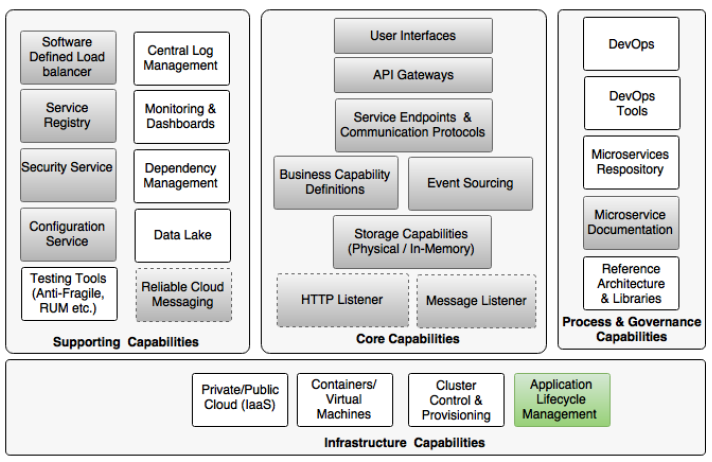 Software
Defined Load
balancer
Central Log
Management
Service
Registry
Monitoring &
Dashboards
Security Service
Dependency
Management
Configuration
Service
Data Lake
Testing Tools
(Anti-Fragile,
RUM etc.)
Reliable Cloud
Messaging
Supporting Capabilities
User Interfaces
API Gateways
Service Endpoints &
Communication Protocols
Business Capability
Definitions
Event Sourcing
Storage Capabilities
(Physical / In-Memory)
HTTP Listener
Message Listener
Core Capabilities
DevOps
DevOps
Tools
Microservices
Respository
Microservice
Documentation
Reference
Architecture
& Libraries
Process & Governance
Capabilities
Private/Public
Cloud (IaaS)
Containers/
Virtual
Machines
Cluster
Control &
Provisioning
Application
Lifecycle
Management
Infrastructure Capabilities